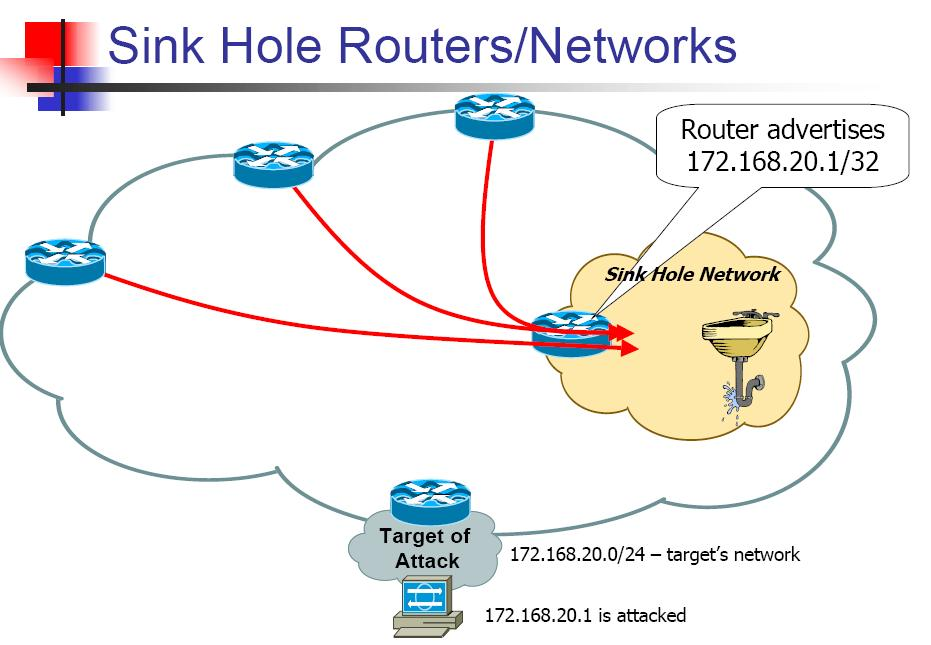 Sink Hole Routers/Networks
Router advertises
172.168.20.1/32
Sink Hole Network
Target of
Attack
172.168.20.0/24 – target's network
172.168.20.1 is attacked